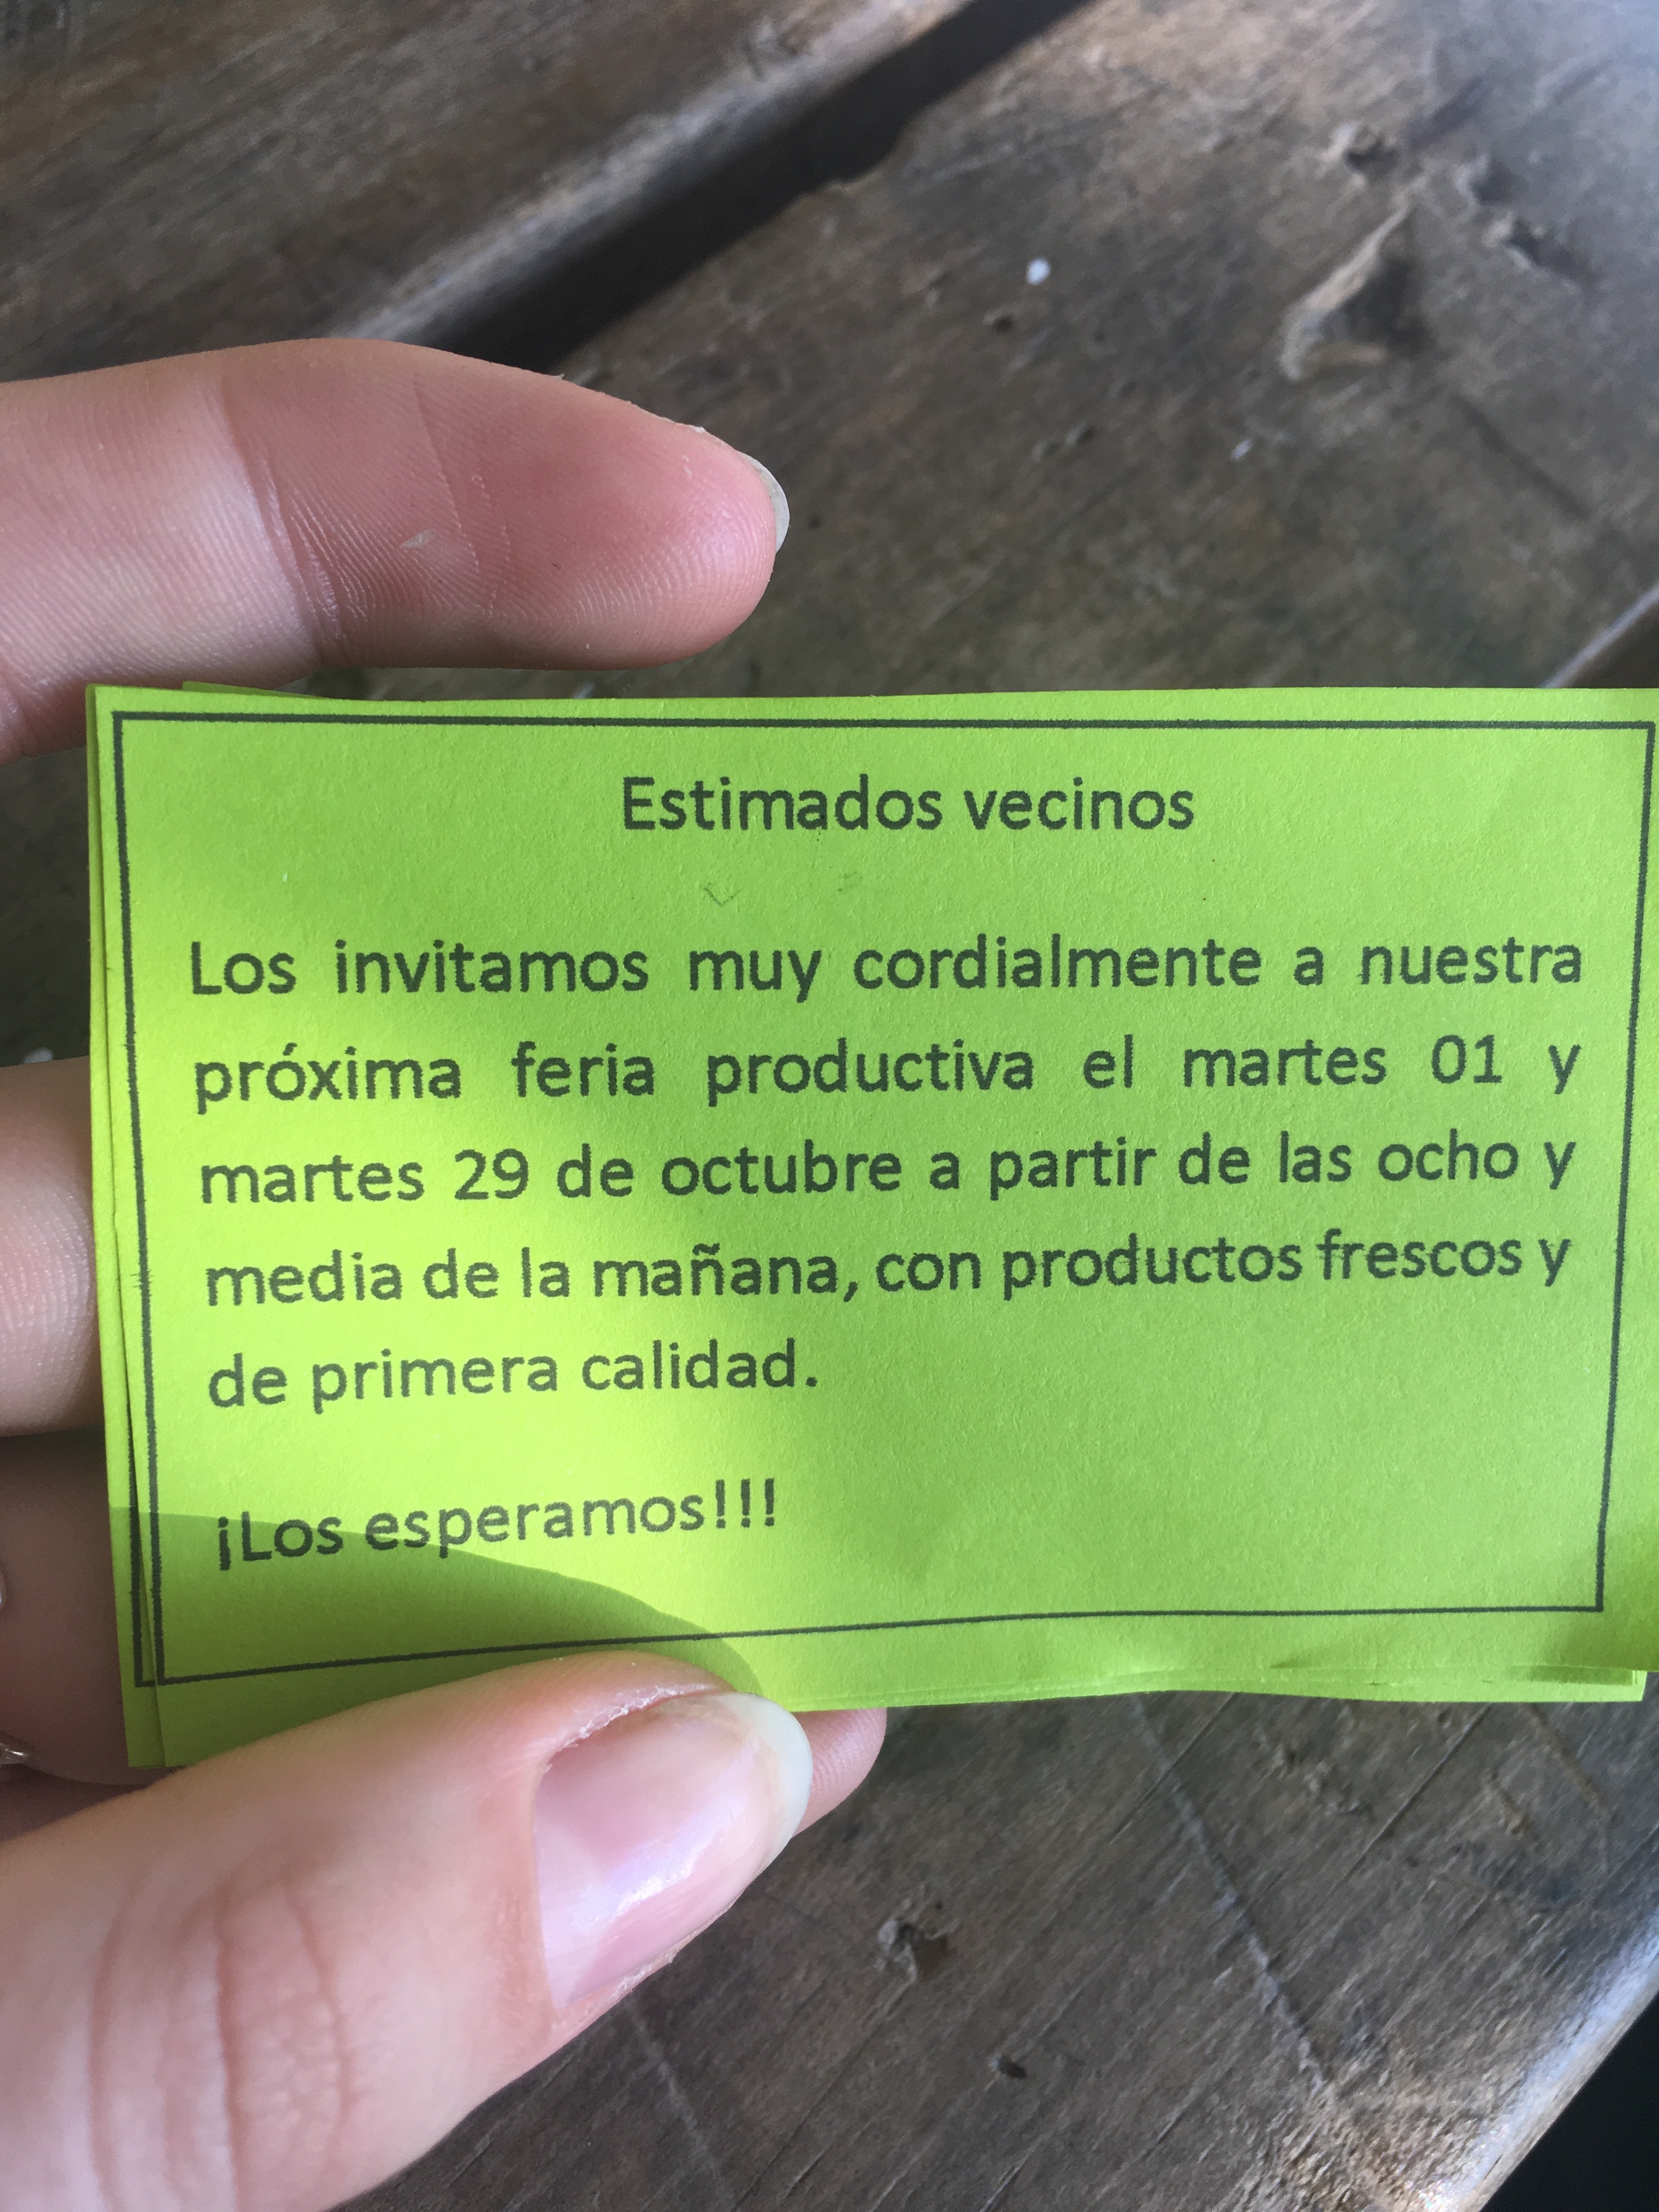 Estimados vecinos
Los invitamos muy cordialmente a nuestra
próxima feria productiva el martes 01 y
martes 29 de octubre a partir de las ocho y
media de la mañana, con productos frescos y
de primera calidad.
¡Los esperamos!!!